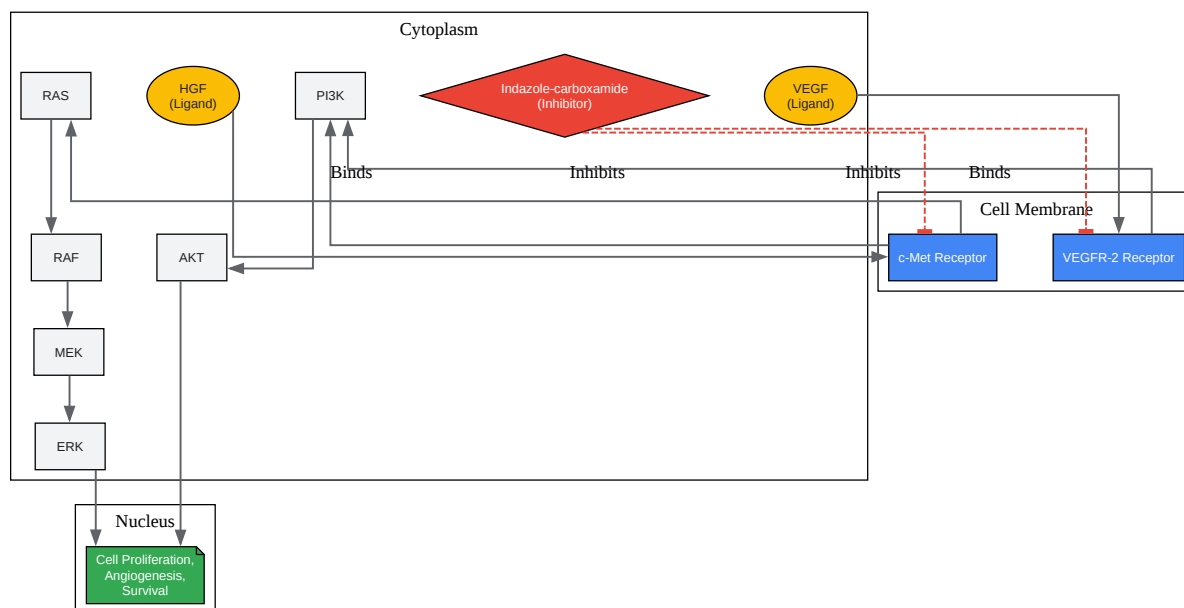 Cytoplasm
RAS
HGF
(Ligand)
PI3K
Indazole-carboxamide
(Inhibitor)
VEGF
(Ligand)
Binds
Inhibits
Inhibits
Binds
Cell Membrane
RAF
AKT
c-Met Receptor
VEGFR-2 Receptor
MEK
ERK
Nucleus
Cell Proliferation,
Angiogenesis,
Survival